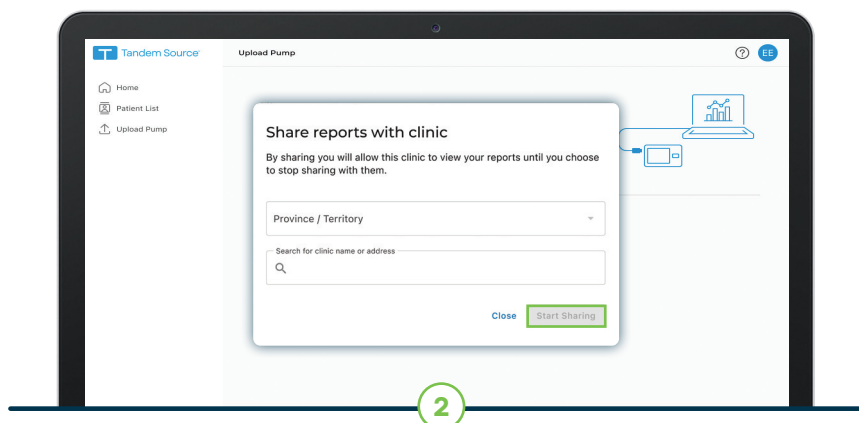 Tandem Source
Upload Pump
EE
Home
Patient List
Upload Pump
Share reports with clinic
By sharing you will allow this clinic to view your reports until you choose
to stop sharing with them.
Province / Territory
Search for clinic name or address
Close
Start Sharing
2